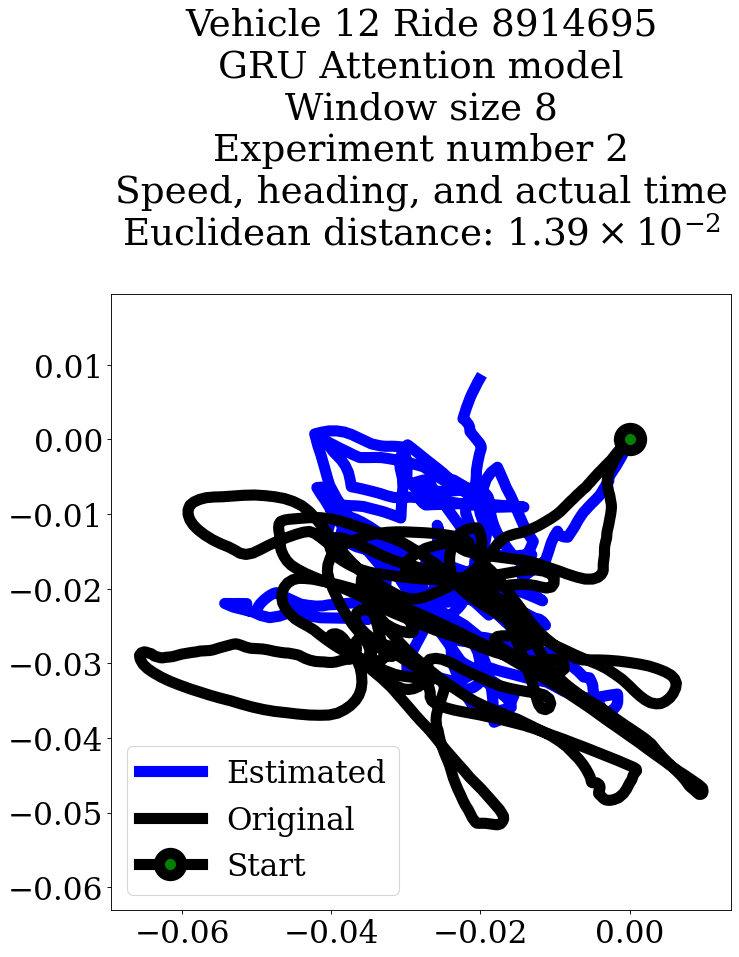 Vehicle 12 Ride 8914695
GRU Attention model
Window size 8
Experiment number 2
Speed, heading, and actual time
Euclidean distance: 1.39 × 10⁻²
0.01
0.00
−0.01
−0.02
−0.03
−0.04
−0.05
−0.06
Estimated
Original
Start
−0.06 −0.04 −0.02 0.00